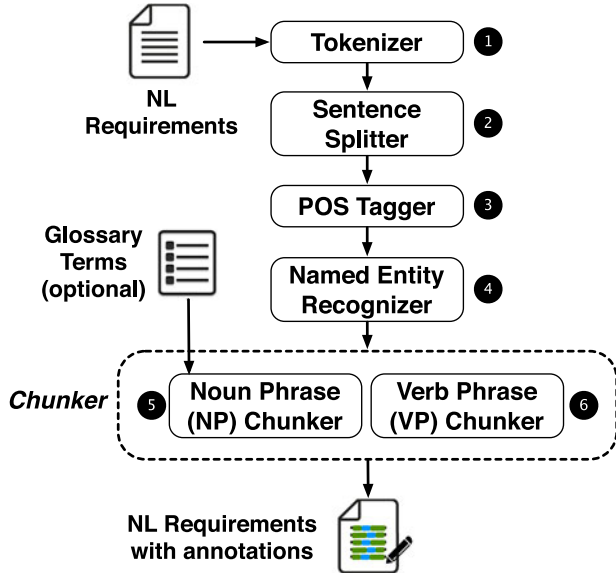 Tokenizer
1
NL
Requirements
Sentence
Splitter
2
POS Tagger
3
Glossary
Terms
(optional)
Named Entity
Recognizer
4
Chunker
5
Noun Phrase
(NP) Chunker
Verb Phrase
(VP) Chunker
6
NL Requirements
with annotations